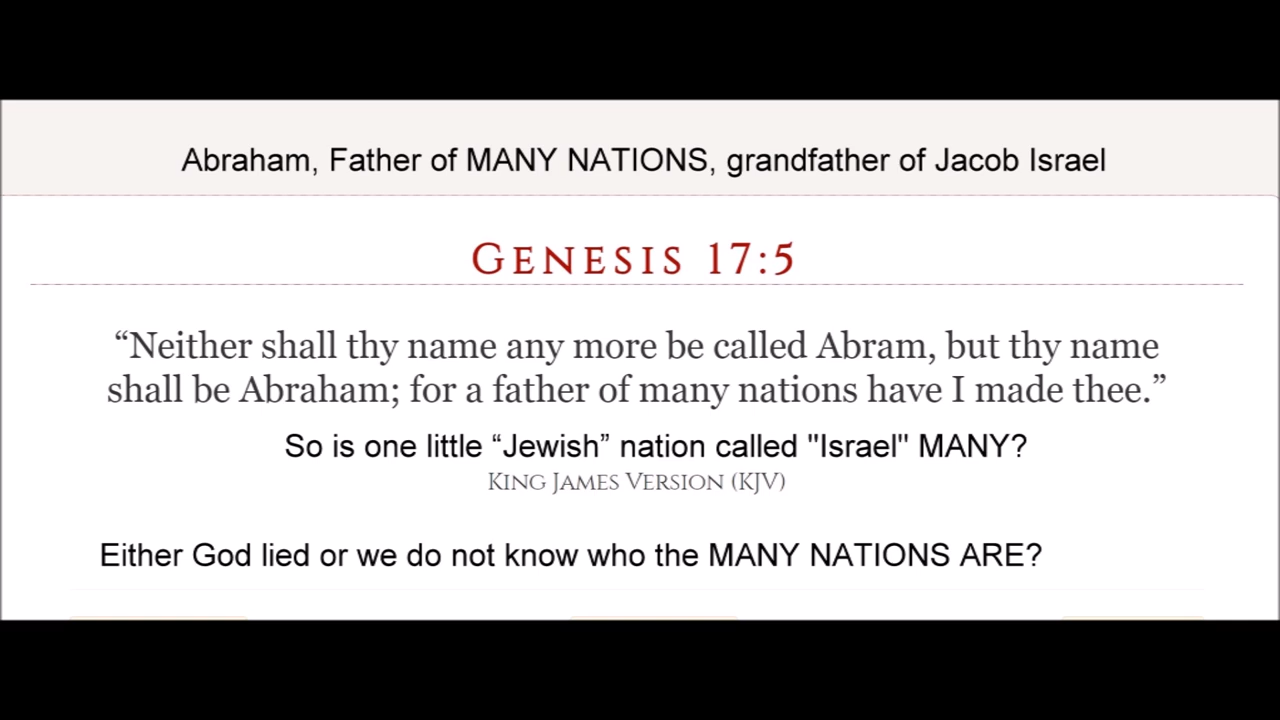 Abraham, Father of MANY NATIONS, grandfather of Jacob Israel
GENESIS 17:5
“Neither shall thy name any more be called Abram, but thy name
shall be Abraham; for a father of many nations have I made thee.”
So is one little “Jewish” nation called "Israel" MANY?
KING JAMES VERSION (KJV)
Either God lied or we do not know who the MANY NATIONS ARE?